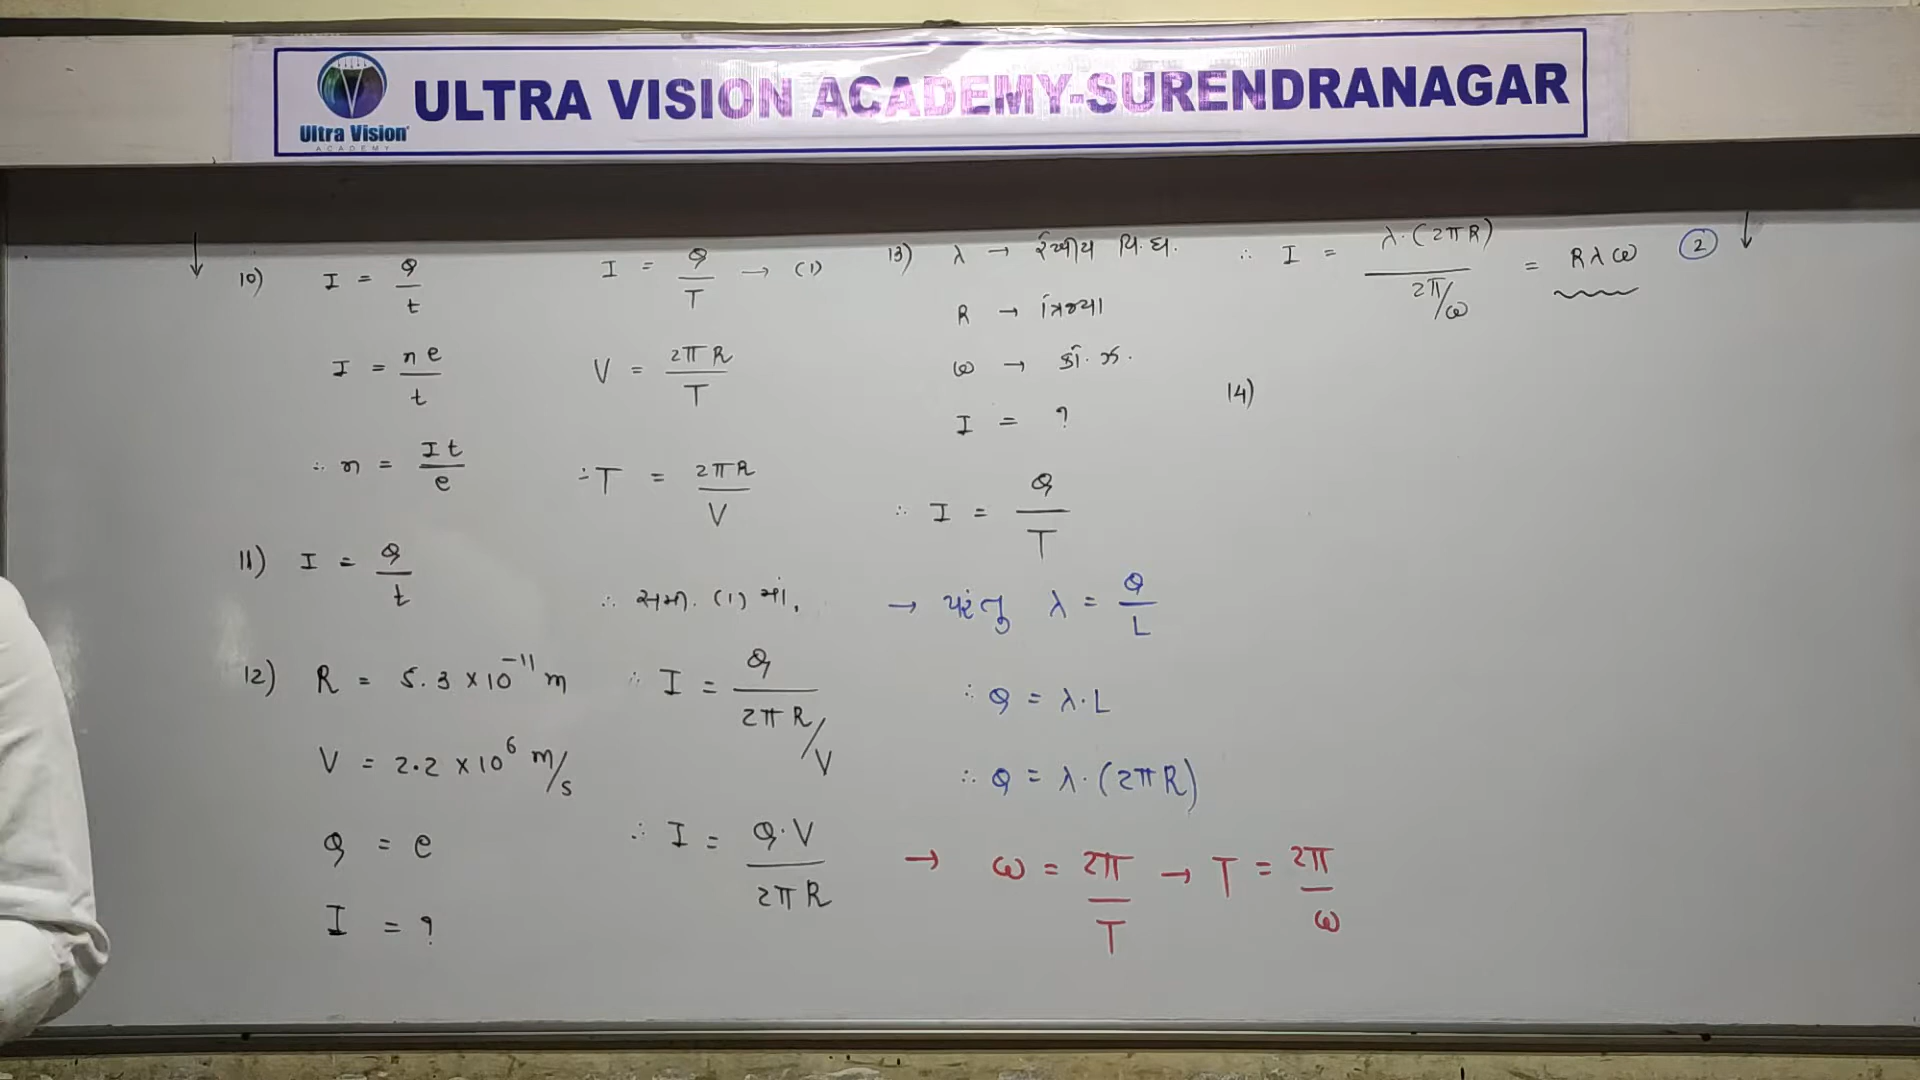 Ultra Vision
ACADEMY
ULTRA VISION ACADEMY-SURENDRANAGAR
10) I = Q/t
I = ne/t
∴ n = It/e
11) I = Q/t
12) R = 5.3 × 10⁻¹¹ m
V = 2.2 × 10⁶ m/s
Q = e
I = ?
I = Q/T → (1)
V = 2πR/T
∴ T = 2πR/V
∴ સમી. (1) માં,
∴ I = Q/(2πR/V)
∴ I = Q·V/2πR
13) λ → રેખીય વિ.ઘ.
R → ત્રિજ્યા
ω → કો.ઝ.
I = ?
∴ I = Q/T
→ પરંતુ λ = Q/L
∴ Q = λ·L
∴ Q = λ·(2πR)
→ ω = 2π/T → T = 2π/ω
∴ I = λ·(2πR)/(2π/ω) = Rλω (2)
14)